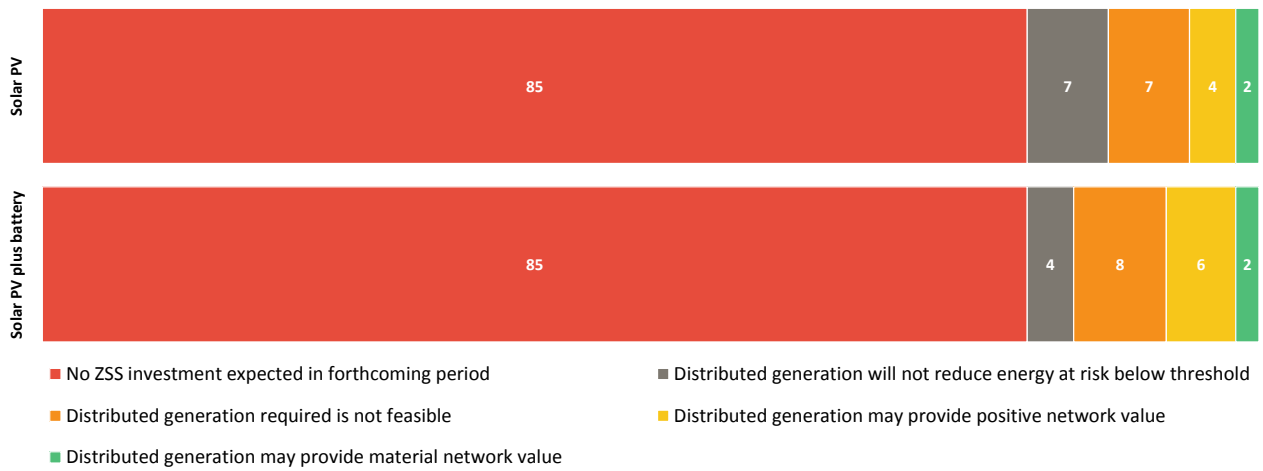 Solar PV
85
7
7
4
2
Solar PV plus battery
85
4
8
6
2
No ZSS investment expected in forthcoming period
Distributed generation will not reduce energy at risk below threshold
Distributed generation required is not feasible
Distributed generation may provide positive network value
Distributed generation may provide material network value